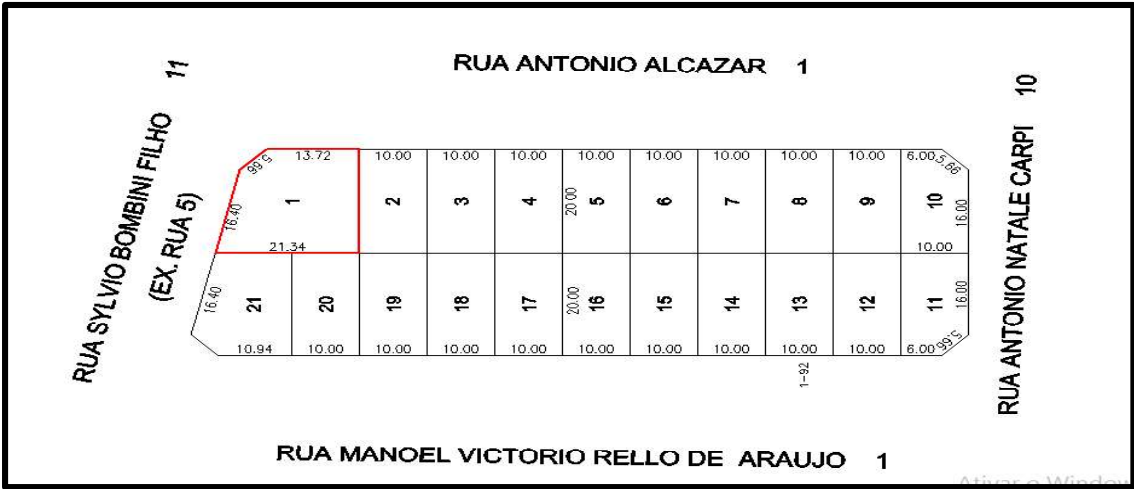 RUA ANTONIO ALCAZAR 1
RUA SYLVIO BOMBINI FILHO 11
(EX. RUA 5)
RUA ANTONIO NATALE CARPI 10
5.66 13.72 10.00 10.00 10.00 10.00 10.00 10.00 10.00 10.00 6.00 5.66
16.40 1 2 3 4 20.00 5 6 7 8 9 10 16.00
21.34 10.00
16.40 21 20 19 18 17 20.00 16 15 14 13 12 11 16.00
10.94 10.00 10.00 10.00 10.00 10.00 10.00 10.00 10.00 10.00 6.00 5.66
1-92
RUA MANOEL VICTORIO RELLO DE ARAUJO 1
Ativar o Window